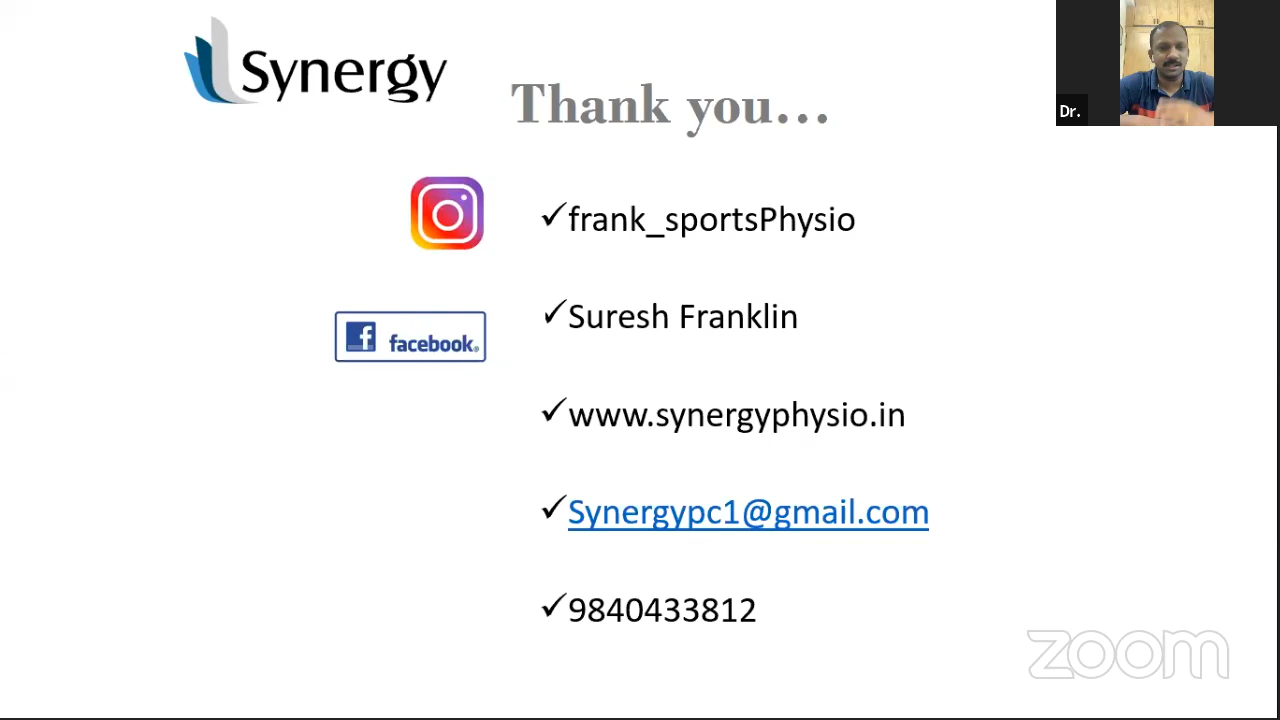 Synergy
Thank you...
Dr.
frank_sportsPhysio
facebook®
Suresh Franklin
www.synergyphysio.in
Synergypc1@gmail.com
9840433812
zoom